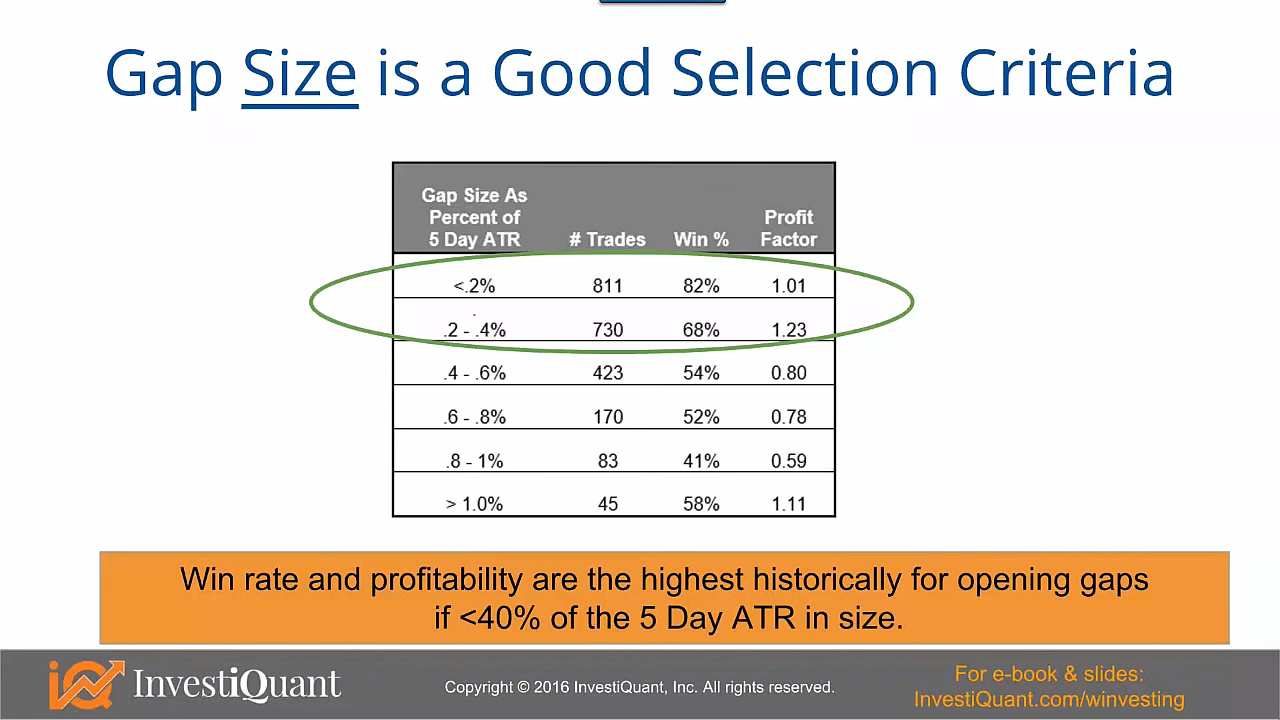 Gap Size is a Good Selection Criteria
Gap Size As
Percent of
5 Day ATR # Trades Win % Profit
Factor
<.2% 811 82% 1.01
.2 - .4% 730 68% 1.23
.4 - .6% 423 54% 0.80
.6 - .8% 170 52% 0.78
.8 - 1% 83 41% 0.59
> 1.0% 45 58% 1.11
Win rate and profitability are the highest historically for opening gaps
if <40% of the 5 Day ATR in size.
iQ InvestiQuant
Copyright © 2016 InvestiQuant, Inc. All rights reserved.
For e-book & slides:
InvestiQuant.com/winvesting